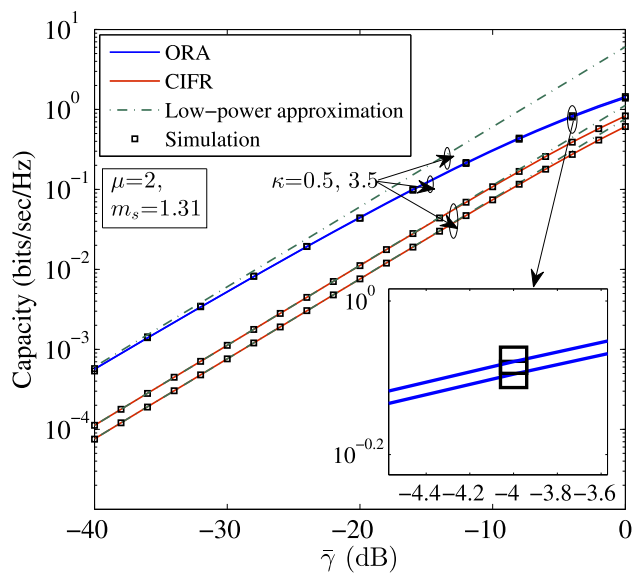 10^1
10^0
10^{-1}
10^{-2}
10^{-3}
10^{-4}
Capacity (bits/sec/Hz)
ORA
CIFR
Low−power approximation
Simulation
μ=2,
m_s=1.31
κ=0.5, 3.5
10^0
10^{-0.2}
−4.4 −4.2 −4 −3.8 −3.6
−40 −30 −20 −10 0
γ̄ (dB)